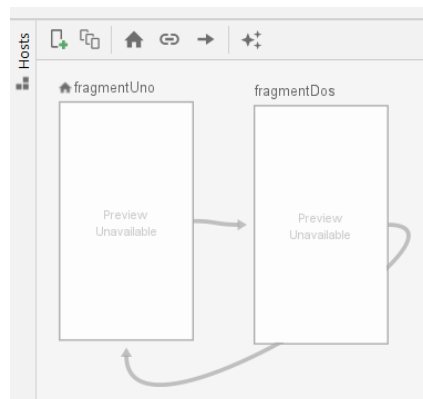 Hosts
fragmentUno
fragmentDos
Preview
Unavailable
Preview
Unavailable